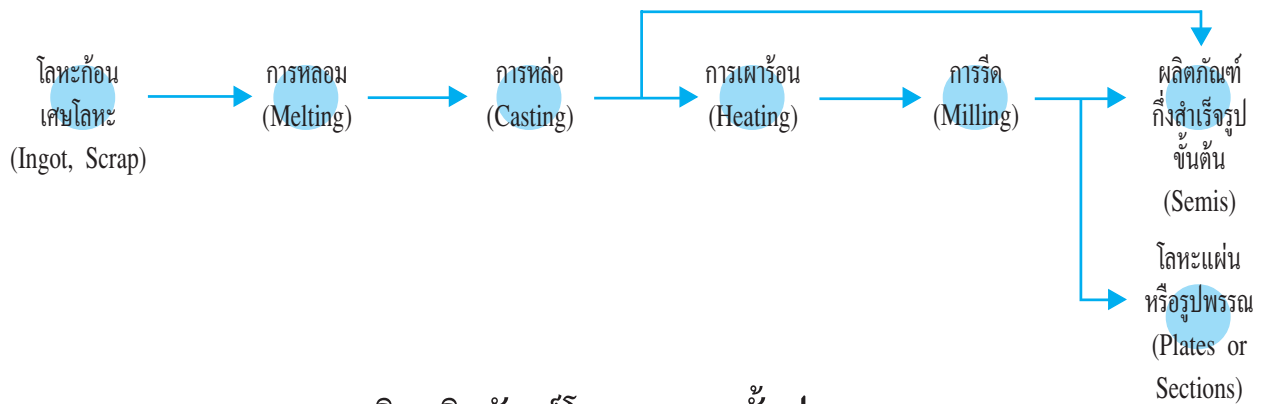 โลหะก้อน
เศษโลหะ
(Ingot, Scrap)
การหลอม
(Melting)
การหล่อ
(Casting)
การเผาร้อน
(Heating)
การรีด
(Milling)
ผลิตภัณฑ์
กึ่งสำเร็จรูป
ขั้นต้น
(Semis)
โลหะแผ่น
หรือรูปพรรณ
(Plates or
Sections)